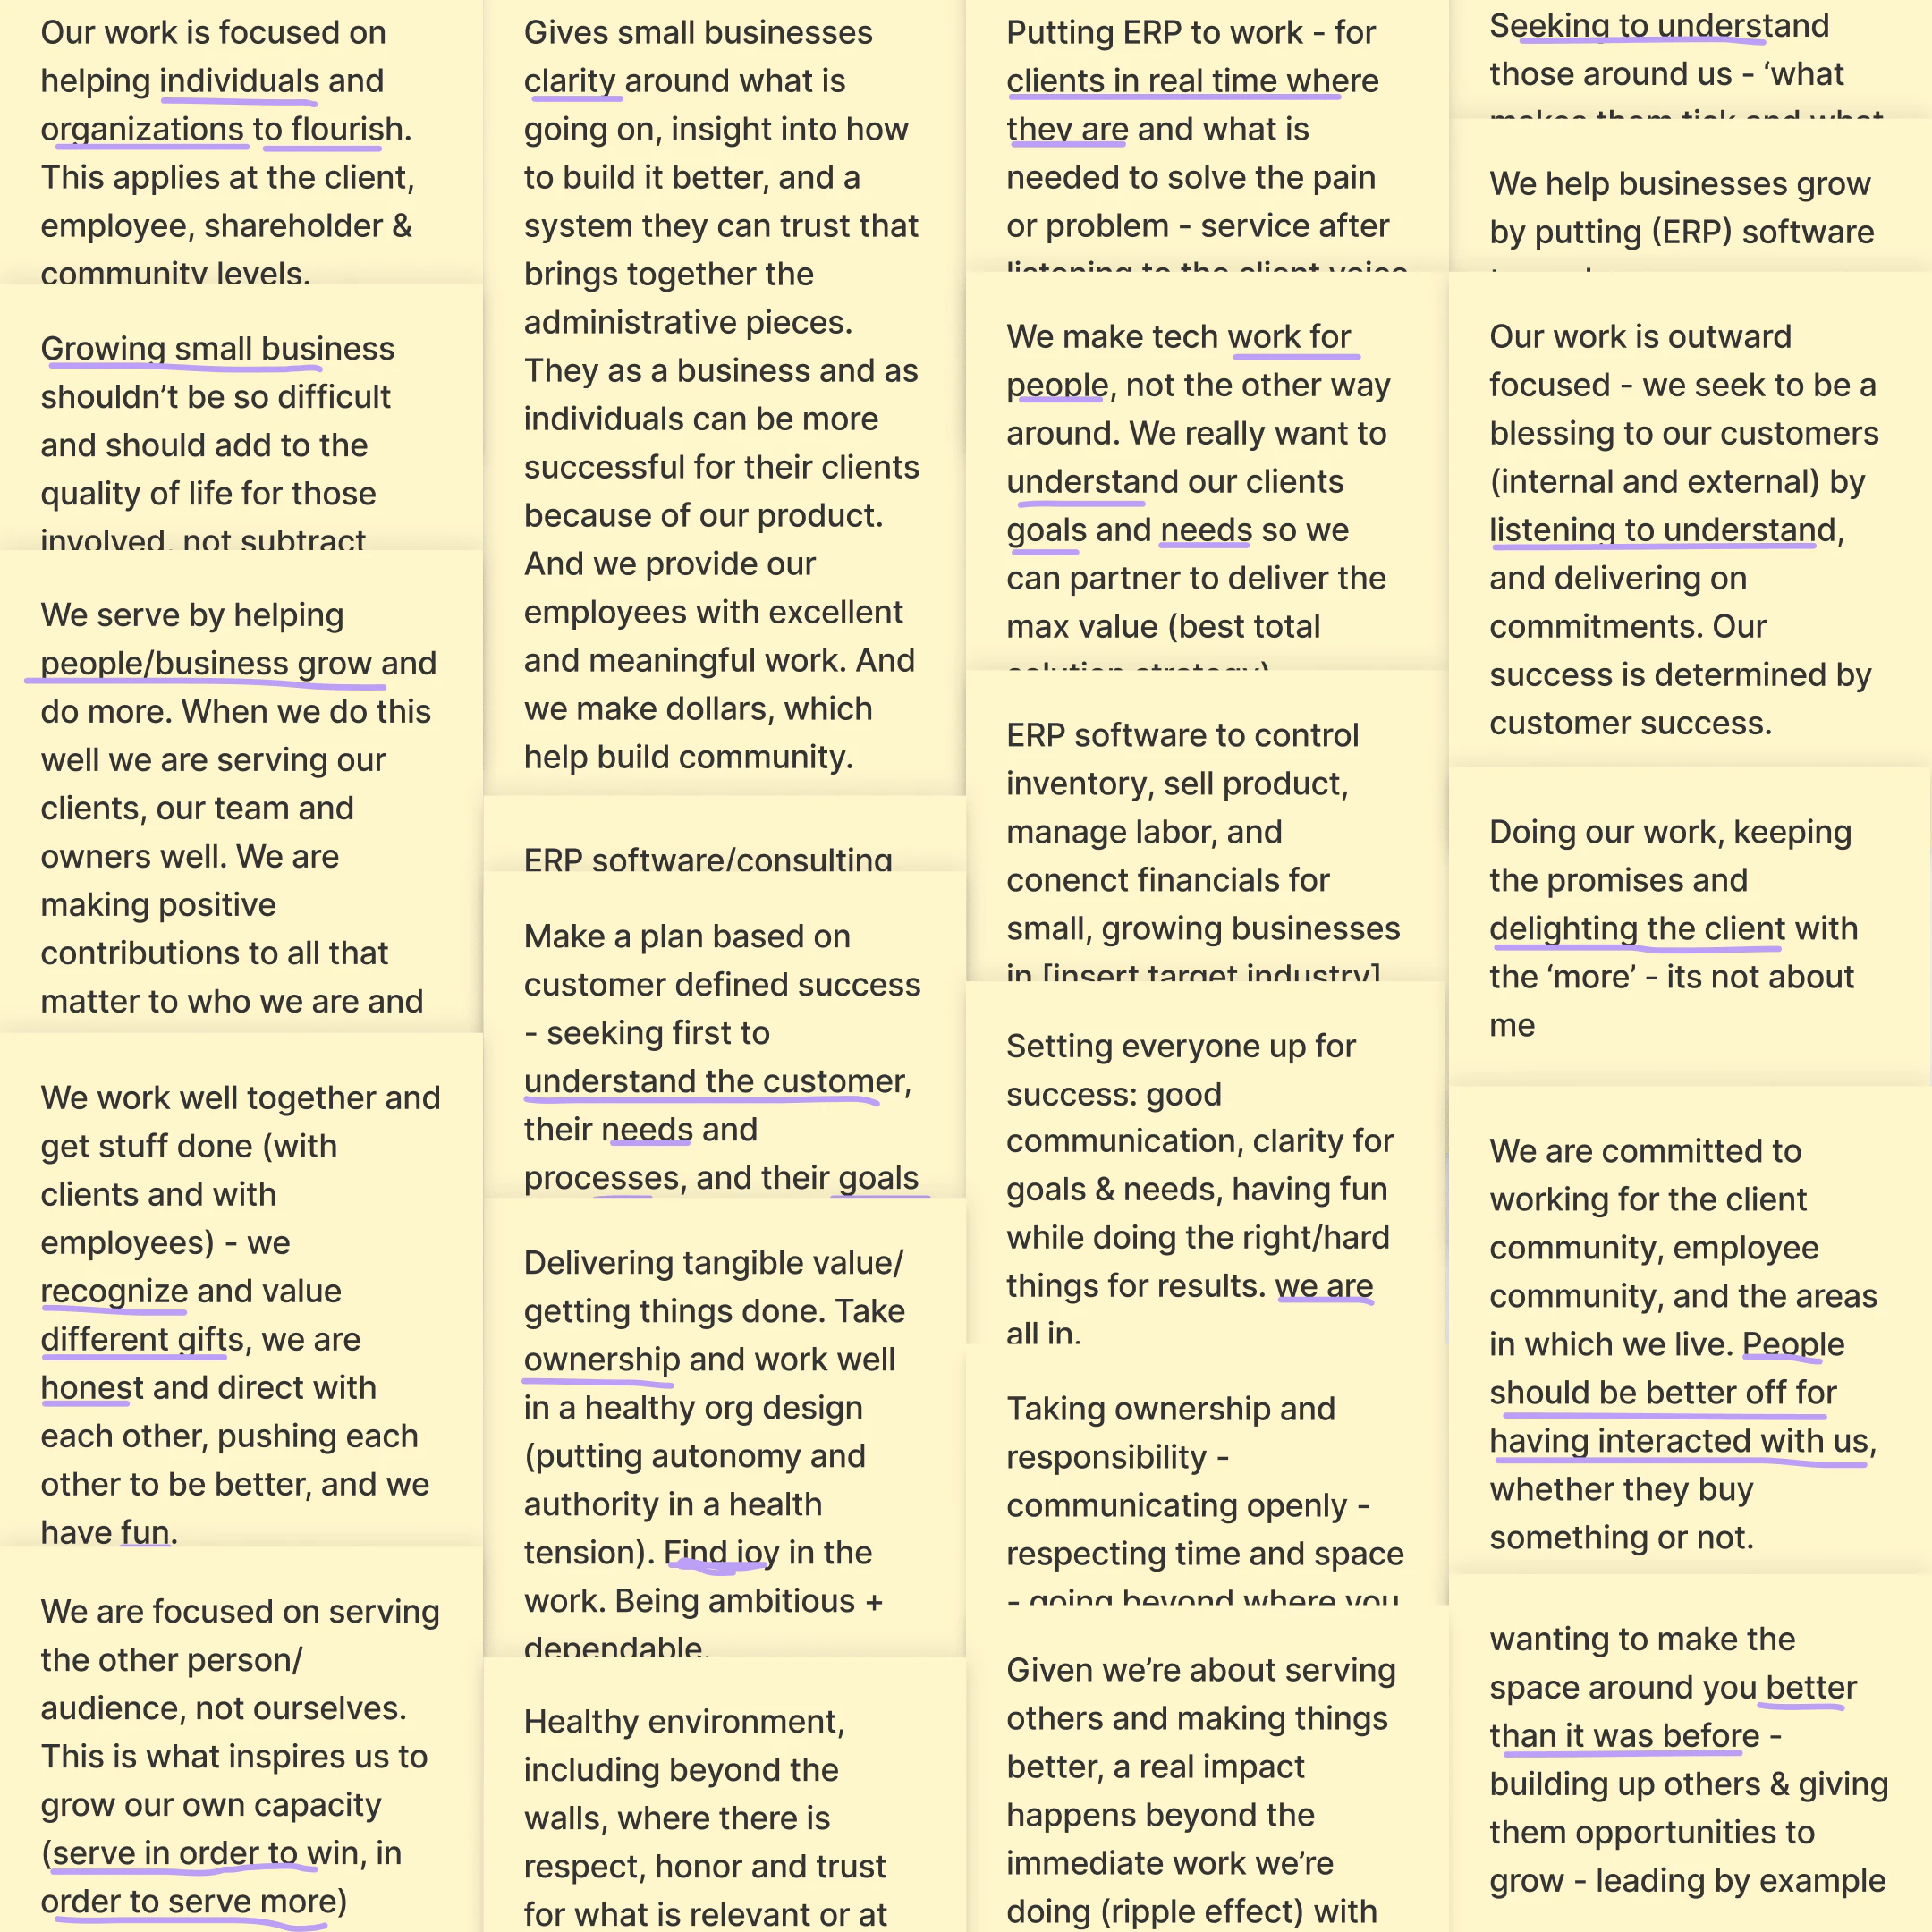 Our work is focused on
helping individuals and
organizations to flourish.
This applies at the client,
employee, shareholder &
community levels.
Growing small business
shouldn’t be so difficult
and should add to the
quality of life for those
involved, not subtract
We serve by helping
people/business grow and
do more. When we do this
well we are serving our
clients, our team and
owners well. We are
making positive
contributions to all that
matter to who we are and
We work well together and
get stuff done (with
clients and with
employees) - we
recognize and value
different gifts, we are
honest and direct with
each other, pushing each
other to be better, and we
have fun.
We are focused on serving
the other person/
audience, not ourselves.
This is what inspires us to
grow our own capacity
(serve in order to win, in
order to serve more)
Gives small businesses
clarity around what is
going on, insight into how
to build it better, and a
system they can trust that
brings together the
administrative pieces.
They as a business and as
individuals can be more
successful for their clients
because of our product.
And we provide our
employees with excellent
and meaningful work. And
we make dollars, which
help build community.
ERP software/consulting
Make a plan based on
customer defined success
- seeking first to
understand the customer,
their needs and
processes, and their goals
Delivering tangible value/
getting things done. Take
ownership and work well
in a healthy org design
(putting autonomy and
authority in a health
tension). Find joy in the
work. Being ambitious +
dependable.
Healthy environment,
including beyond the
walls, where there is
respect, honor and trust
for what is relevant or at
Putting ERP to work - for
clients in real time where
they are and what is
needed to solve the pain
or problem - service after
listening to the client voice
We make tech work for
people, not the other way
around. We really want to
understand our clients
goals and needs so we
can partner to deliver the
max value (best total
solution strategy)
ERP software to control
inventory, sell product,
manage labor, and
conenct financials for
small, growing businesses
in [insert target industry]
Setting everyone up for
success: good
communication, clarity for
goals & needs, having fun
while doing the right/hard
things for results. we are
all in.
Taking ownership and
responsibility -
communicating openly -
respecting time and space
- going beyond where you
Given we’re about serving
others and making things
better, a real impact
happens beyond the
immediate work we’re
doing (ripple effect) with
Seeking to understand
those around us - ‘what
makes them tick and what
We help businesses grow
by putting (ERP) software
Our work is outward
focused - we seek to be a
blessing to our customers
(internal and external) by
listening to understand,
and delivering on
commitments. Our
success is determined by
customer success.
Doing our work, keeping
the promises and
delighting the client with
the ‘more’ - its not about
me
We are committed to
working for the client
community, employee
community, and the areas
in which we live. People
should be better off for
having interacted with us,
whether they buy
something or not.
wanting to make the
space around you better
than it was before -
building up others & giving
them opportunities to
grow - leading by example